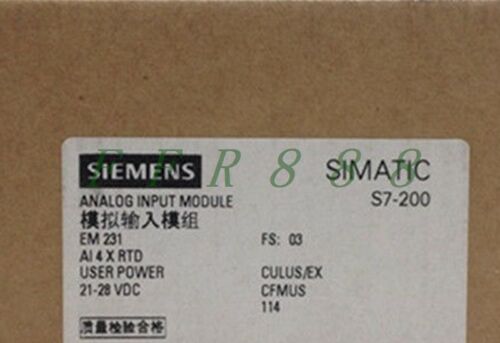 SIEMENS
SIMATIC
S7-200
ANALOG INPUT MODULE
模拟输入模组
EM 231
FS: 03
AI 4 X RTD
USER POWER
CULUS/EX
21-28 VDC
CFMUS
114
质量检验合格
FFR888